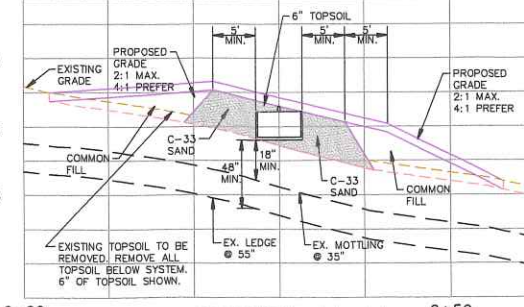 6" TOPSOIL
5'
MIN.
5'
MIN.
5'
PROPOSED
GRADE
2:1 MAX.
4:1 PREFER
EXISTING
GRADE
PROPOSED
GRADE
2:1 MAX.
4:1 PREFER
C-33
SAND
COMMON
FILL
48"
MIN.
18"
MIN.
C-33
SAND
COMMON
FILL
EXISTING TOPSOIL TO BE
REMOVED. REMOVE ALL
TOPSOIL BELOW SYSTEM.
6" OF TOPSOIL SHOWN.
EX. LEDGE
@ 55"
EX. MOTTLING
@ 35"